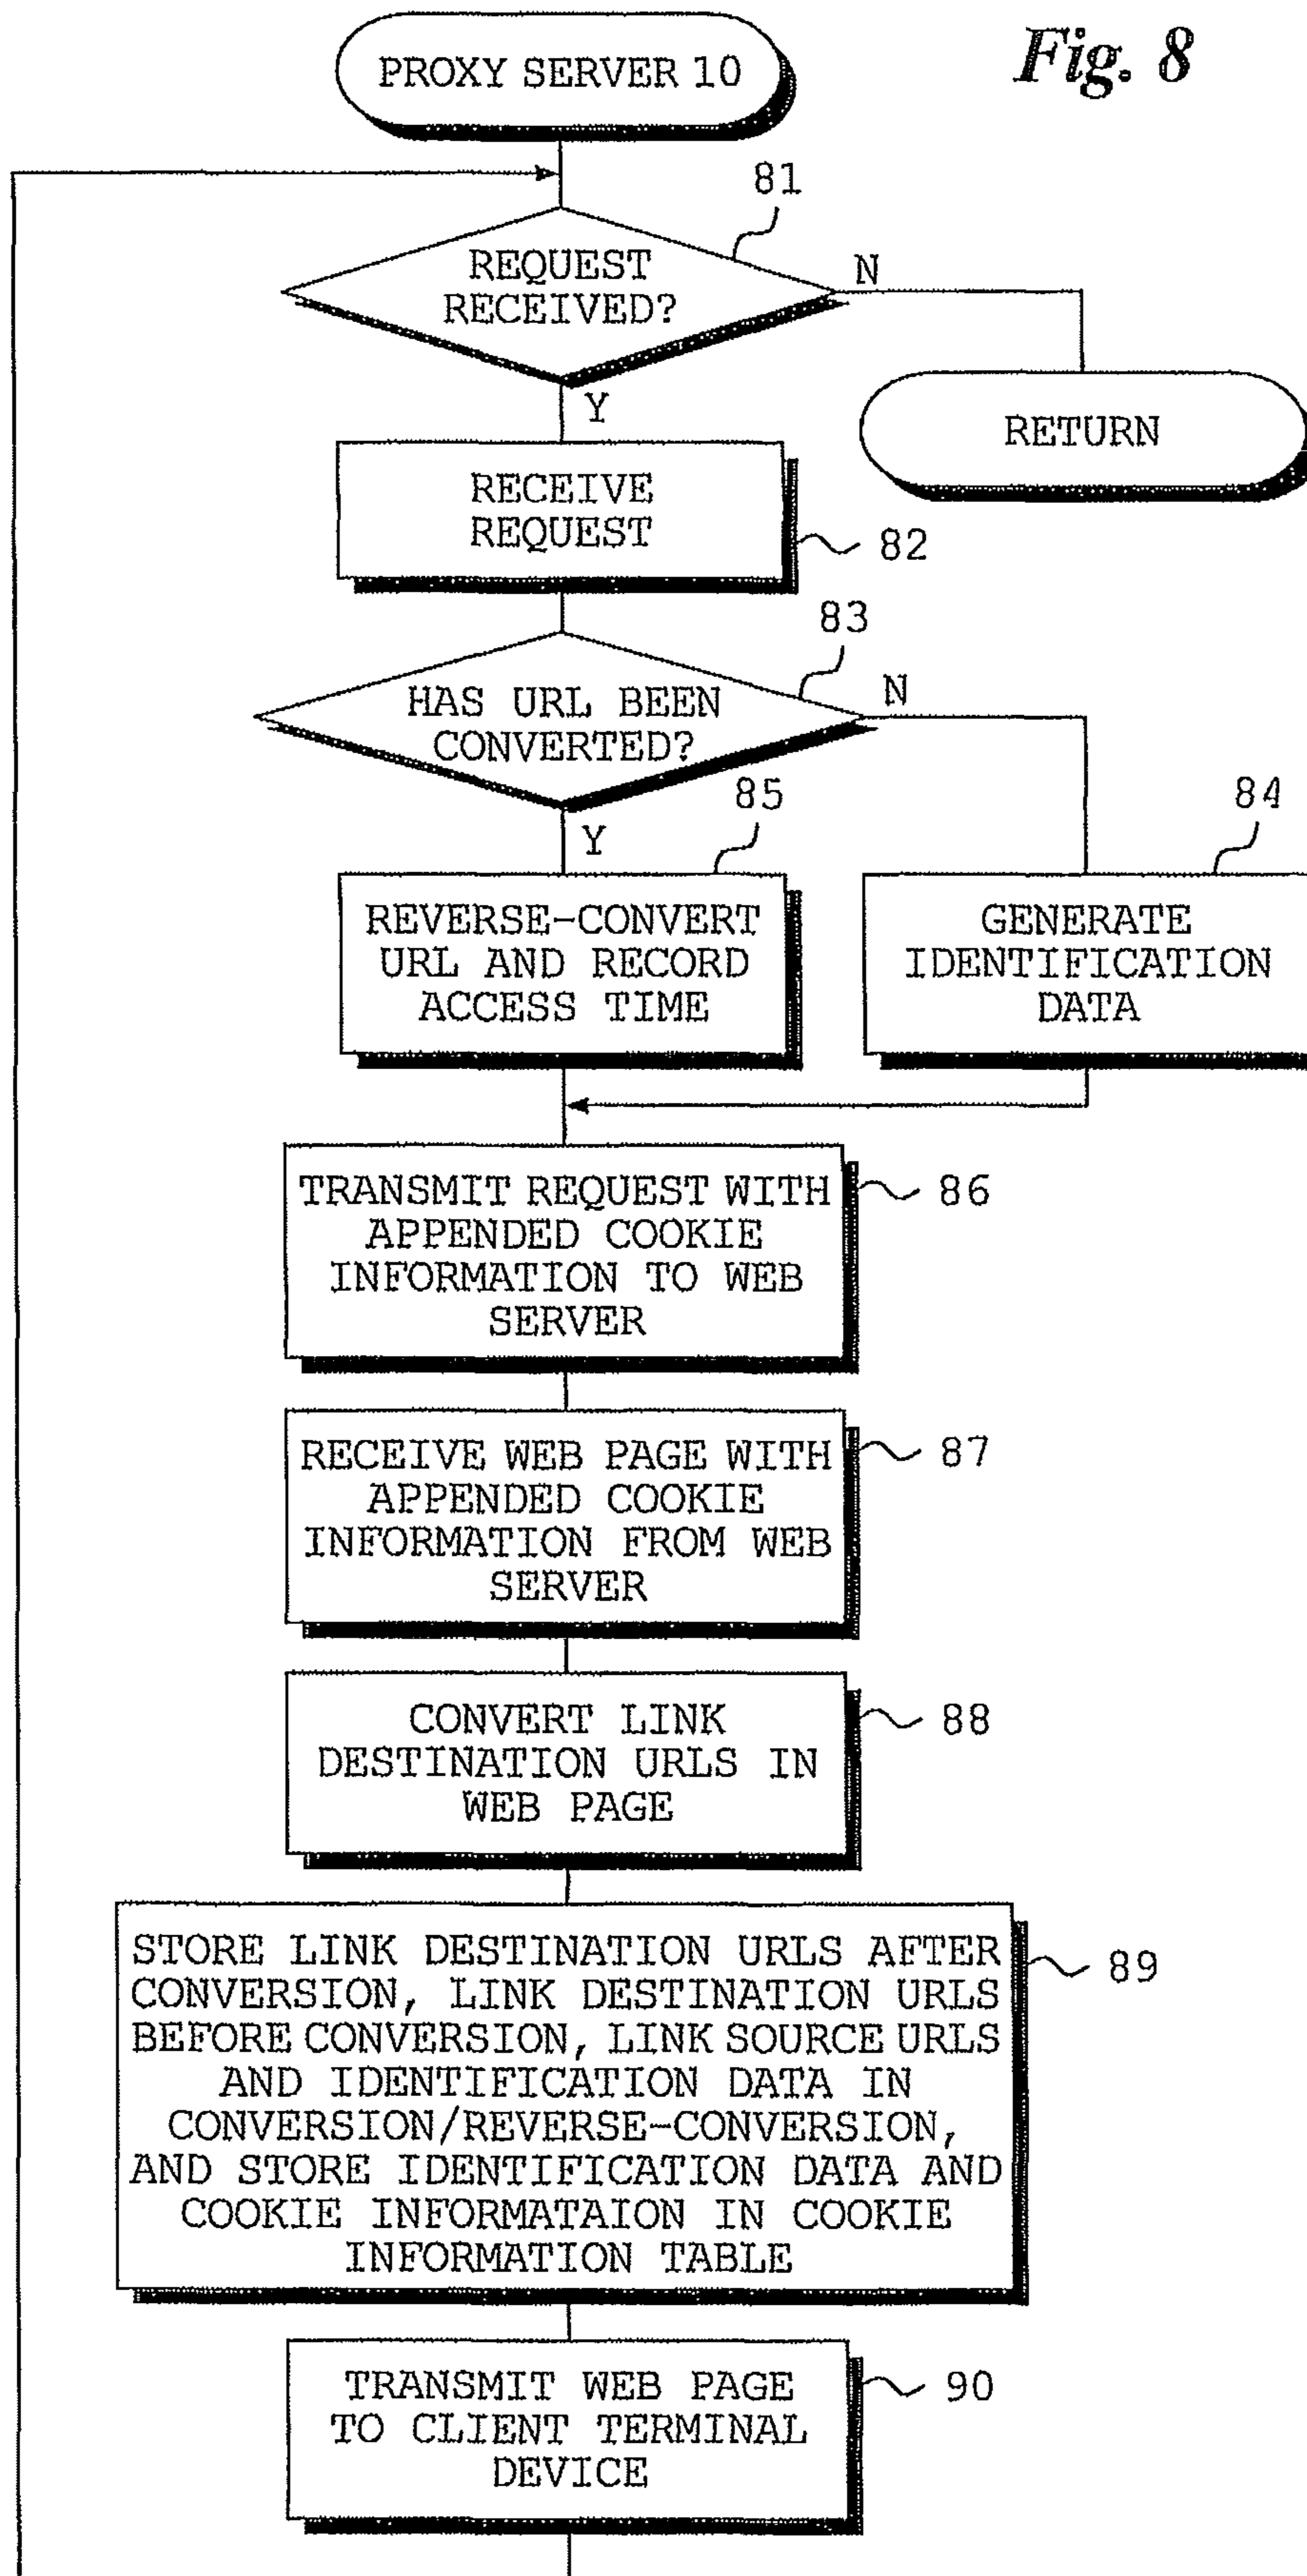 Fig. 8
PROXY SERVER 10
81
REQUEST
RECEIVED?
N
Y
RETURN
RECEIVE
REQUEST
82
83
HAS URL BEEN
CONVERTED?
N
Y
85
84
REVERSE-CONVERT
URL AND RECORD
ACCESS TIME
GENERATE
IDENTIFICATION
DATA
TRANSMIT REQUEST WITH
APPENDED COOKIE
INFORMATION TO WEB
SERVER
86
RECEIVE WEB PAGE WITH
APPENDED COOKIE
INFORMATION FROM WEB
SERVER
87
CONVERT LINK
DESTINATION URLS IN
WEB PAGE
88
STORE LINK DESTINATION URLS AFTER
CONVERSION, LINK DESTINATION URLS
BEFORE CONVERSION, LINK SOURCE URLS
AND IDENTIFICATION DATA IN
CONVERSION/REVERSE-CONVERSION,
AND STORE IDENTIFICATION DATA AND
COOKIE INFORMATAION IN COOKIE
INFORMATION TABLE
89
TRANSMIT WEB PAGE
TO CLIENT TERMINAL
DEVICE
90